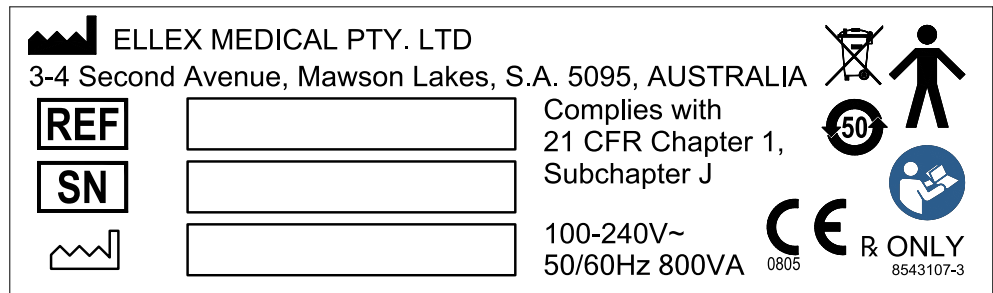 ELLEX MEDICAL PTY. LTD
3-4 Second Avenue, Mawson Lakes, S.A. 5095, AUSTRALIA
REF
Complies with
21 CFR Chapter 1,
Subchapter J
50
SN
100-240V~
50/60Hz 800VA
CE
0805
℞ ONLY
8543107-3